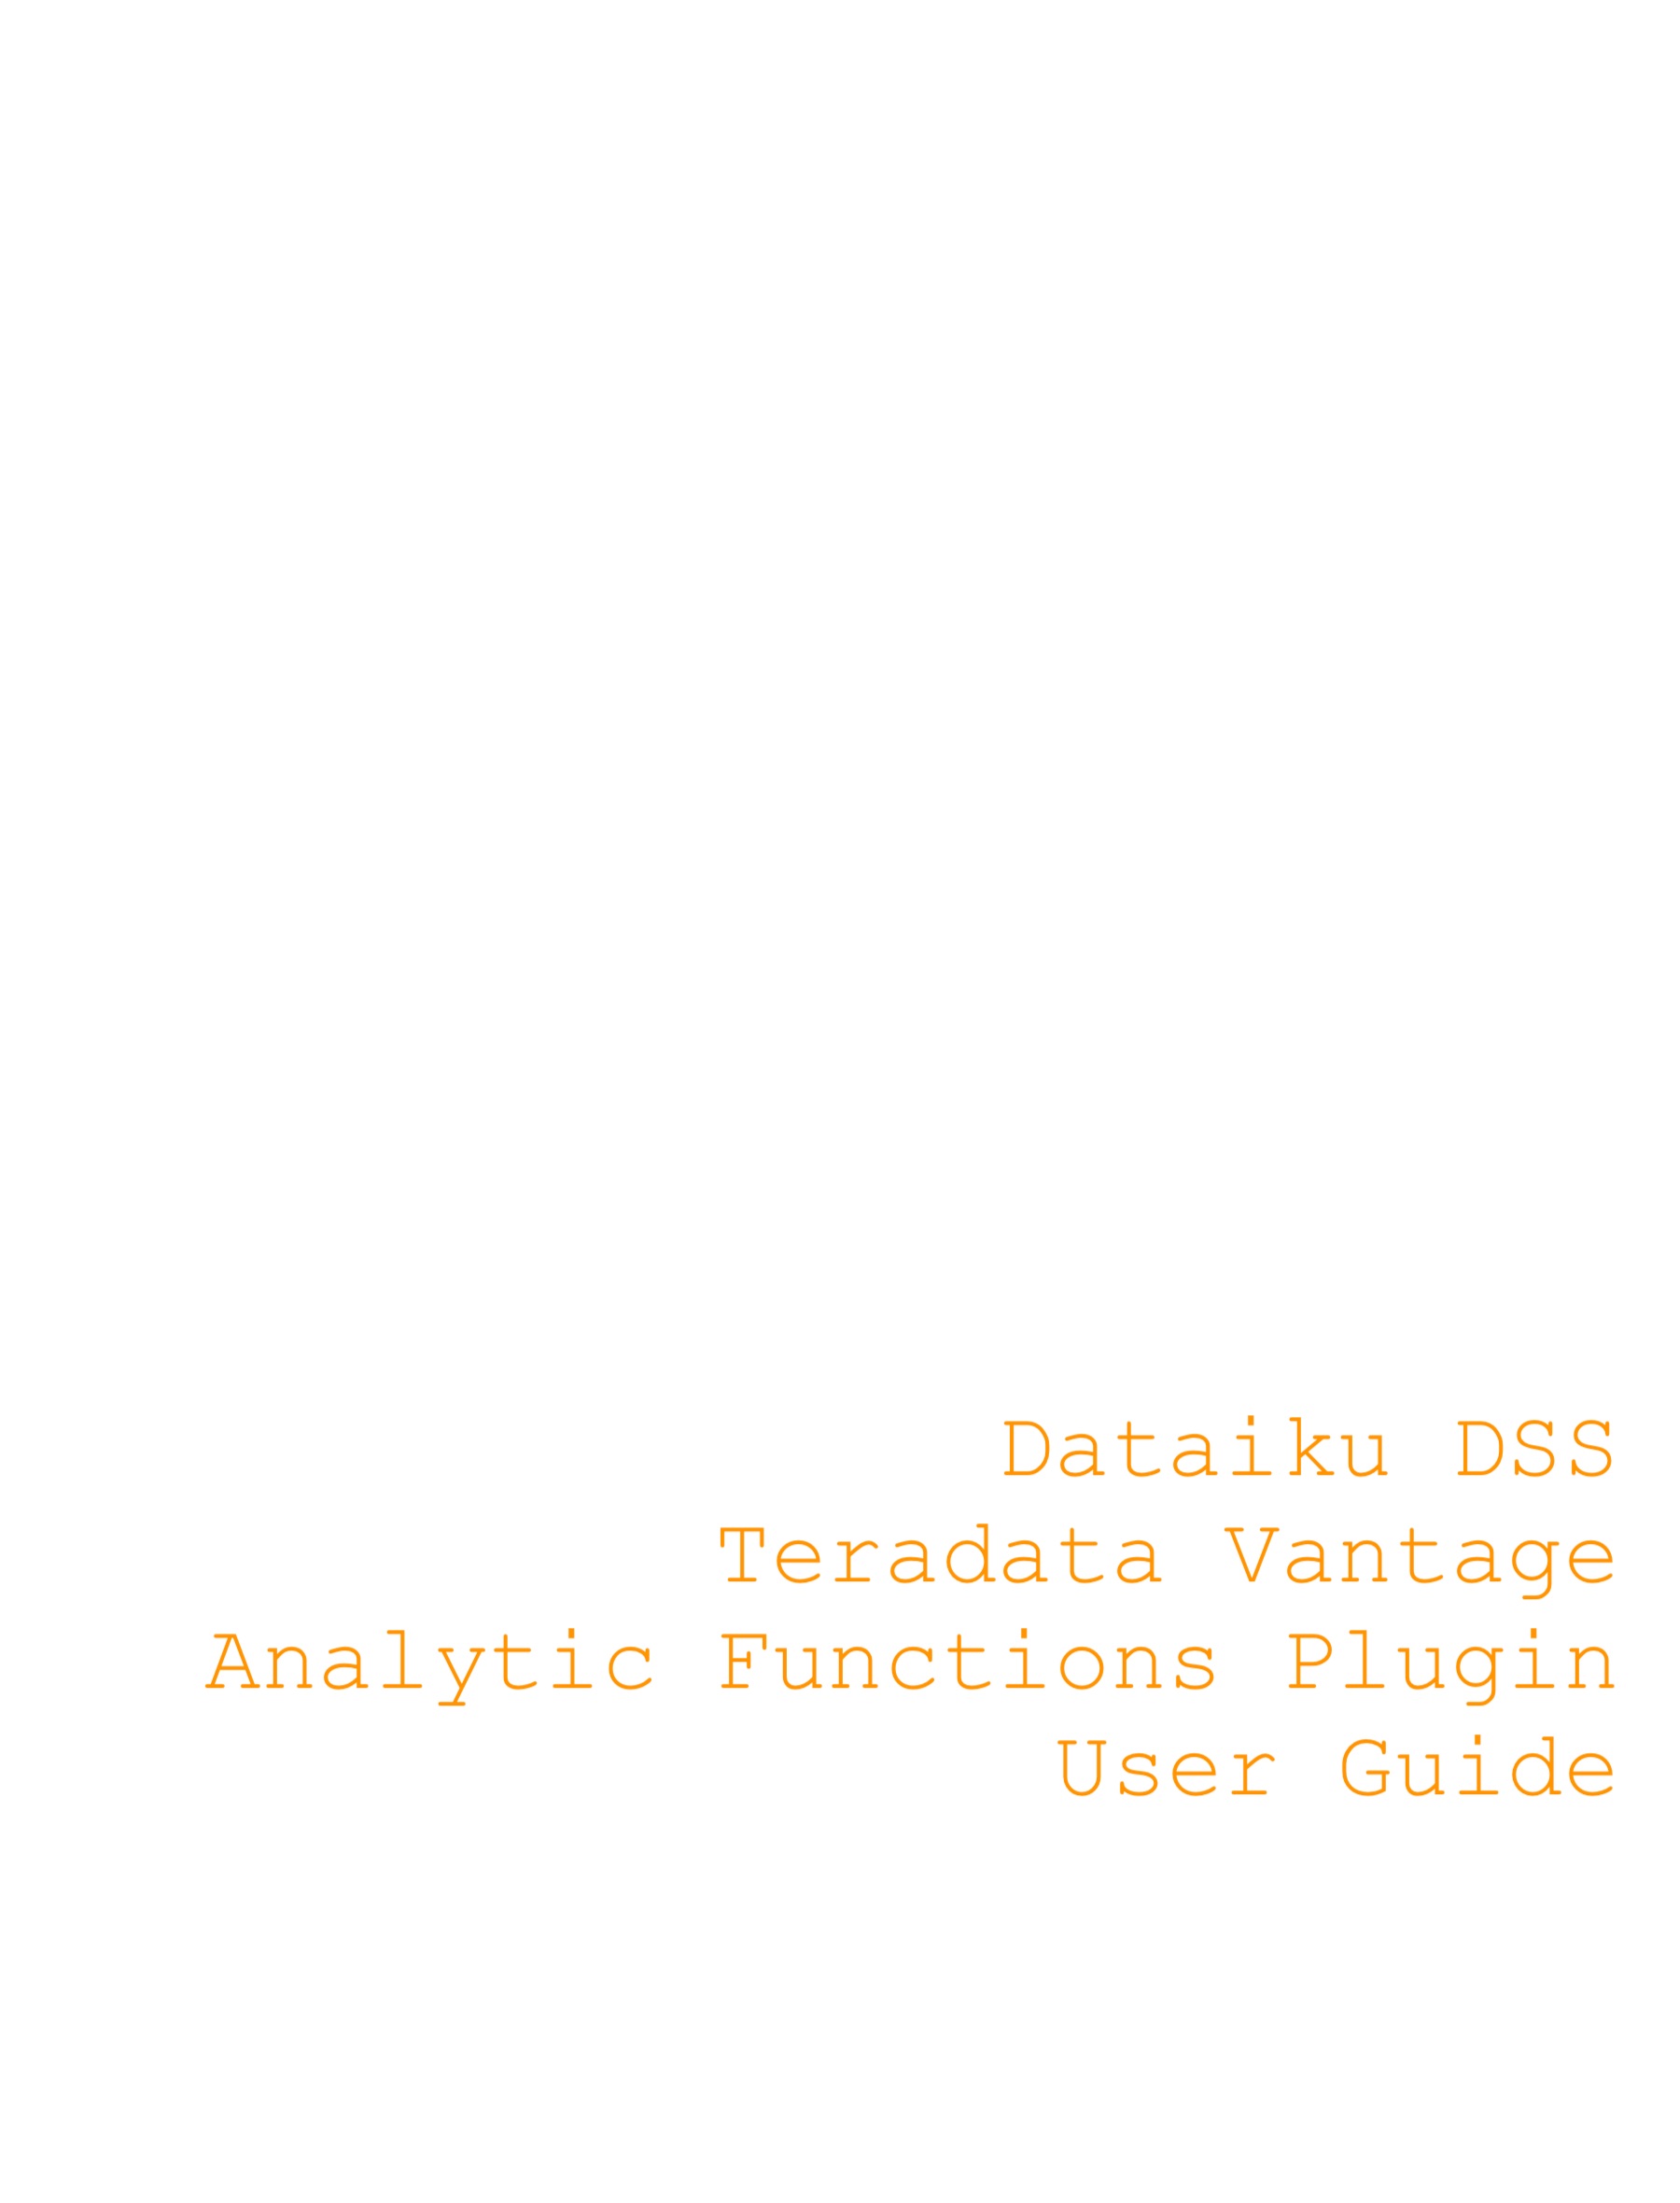 Dataiku DSS
Teradata Vantage
Analytic Functions Plugin
User Guide